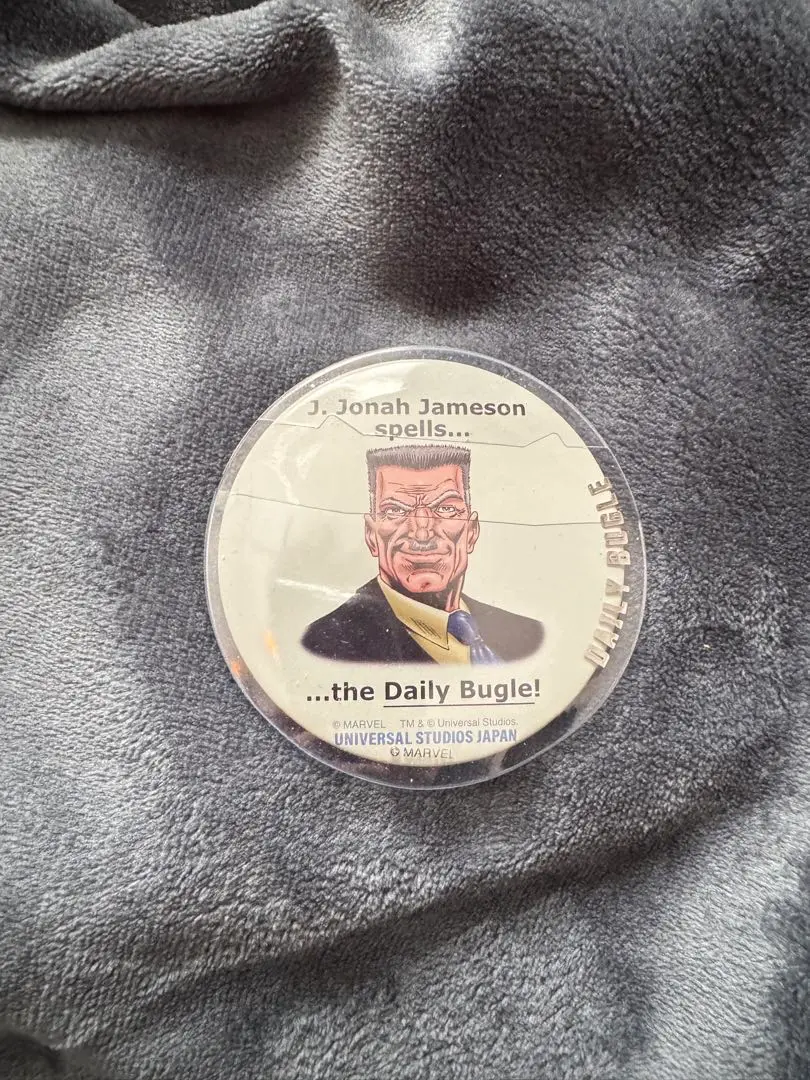 J. Jonah Jameson
spells...
DAILY BUGLE
...the Daily Bugle!
© MARVEL TM & © Universal Studios.
UNIVERSAL STUDIOS JAPAN
© MARVEL